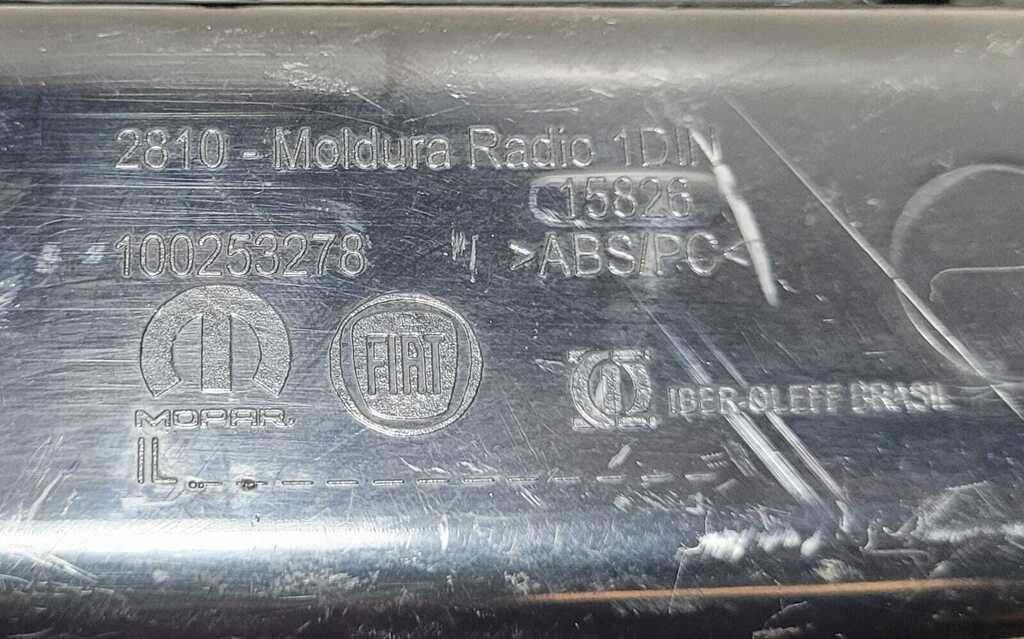 2810 - Moldura Radio 1DIN
15826
100253278 >ABS/PC<
MOPAR.
FIAT
IBER-OLEFF BRASIL
IL